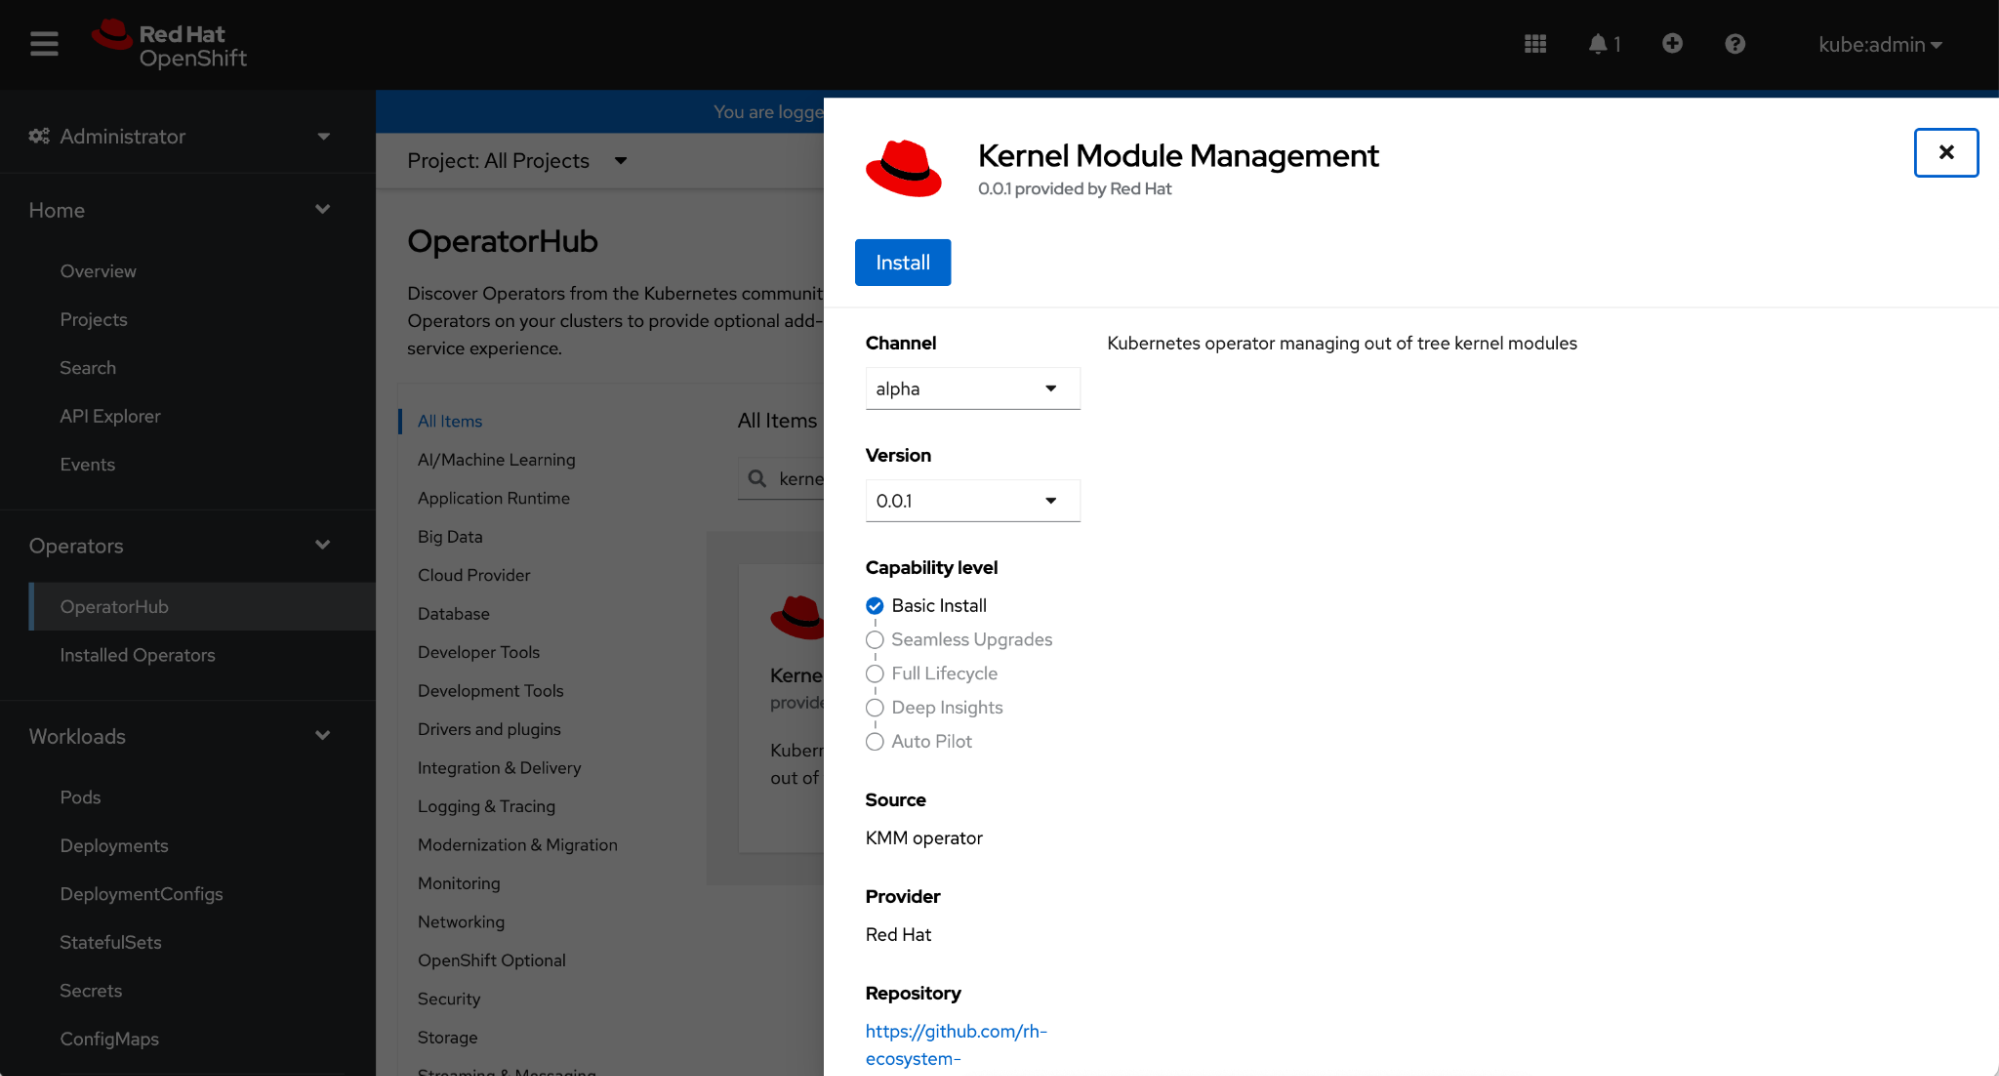 Red Hat
OpenShift
1
kube:admin
Administrator
Home
Overview
Projects
Search
API Explorer
Events
Operators
OperatorHub
Installed Operators
Workloads
Pods
Deployments
DeploymentConfigs
StatefulSets
Secrets
ConfigMaps
You are logge
Project: All Projects
OperatorHub
Discover Operators from the Kubernetes communit
Operators on your clusters to provide optional add-
service experience.
All Items
AI/Machine Learning
Application Runtime
Big Data
Cloud Provider
Database
Developer Tools
Development Tools
Drivers and plugins
Integration & Delivery
Logging & Tracing
Modernization & Migration
Monitoring
Networking
OpenShift Optional
Security
Storage
Streaming & Messaging
All Items
kerne
Kerne
provide
Kubern
out of
Kernel Module Management
0.0.1 provided by Red Hat
Install
Channel
alpha
Version
0.0.1
Capability level
Basic Install
Seamless Upgrades
Full Lifecycle
Deep Insights
Auto Pilot
Source
KMM operator
Provider
Red Hat
Repository
https://github.com/rh-
ecosystem-
Kubernetes operator managing out of tree kernel modules